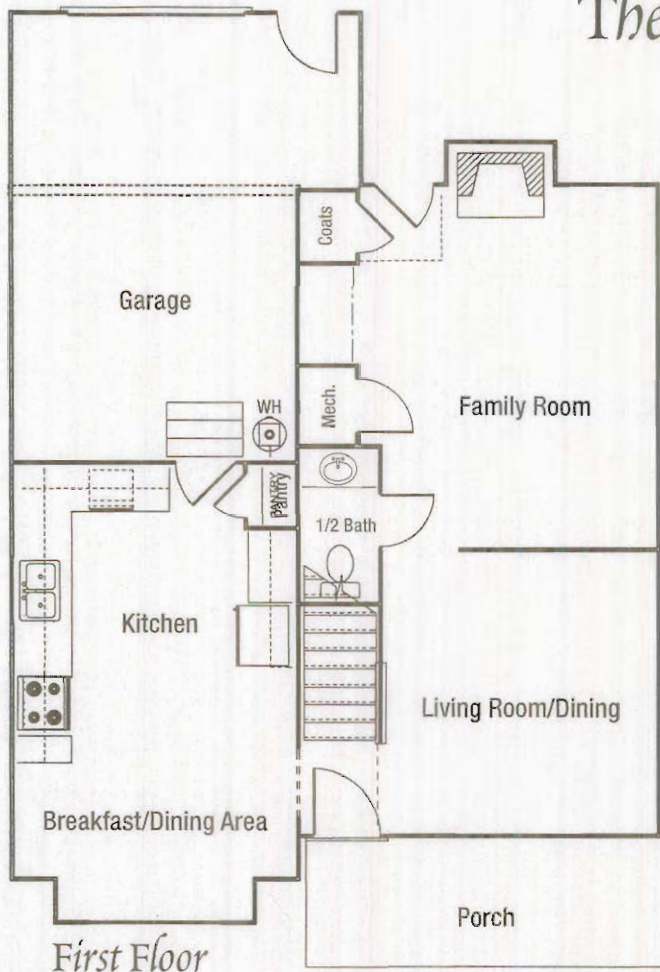 The
Coats
Garage
WH
Mech.
Family Room
PANTRY
Pantry
1/2 Bath
Kitchen
Living Room/Dining
Breakfast/Dining Area
Porch
First Floor